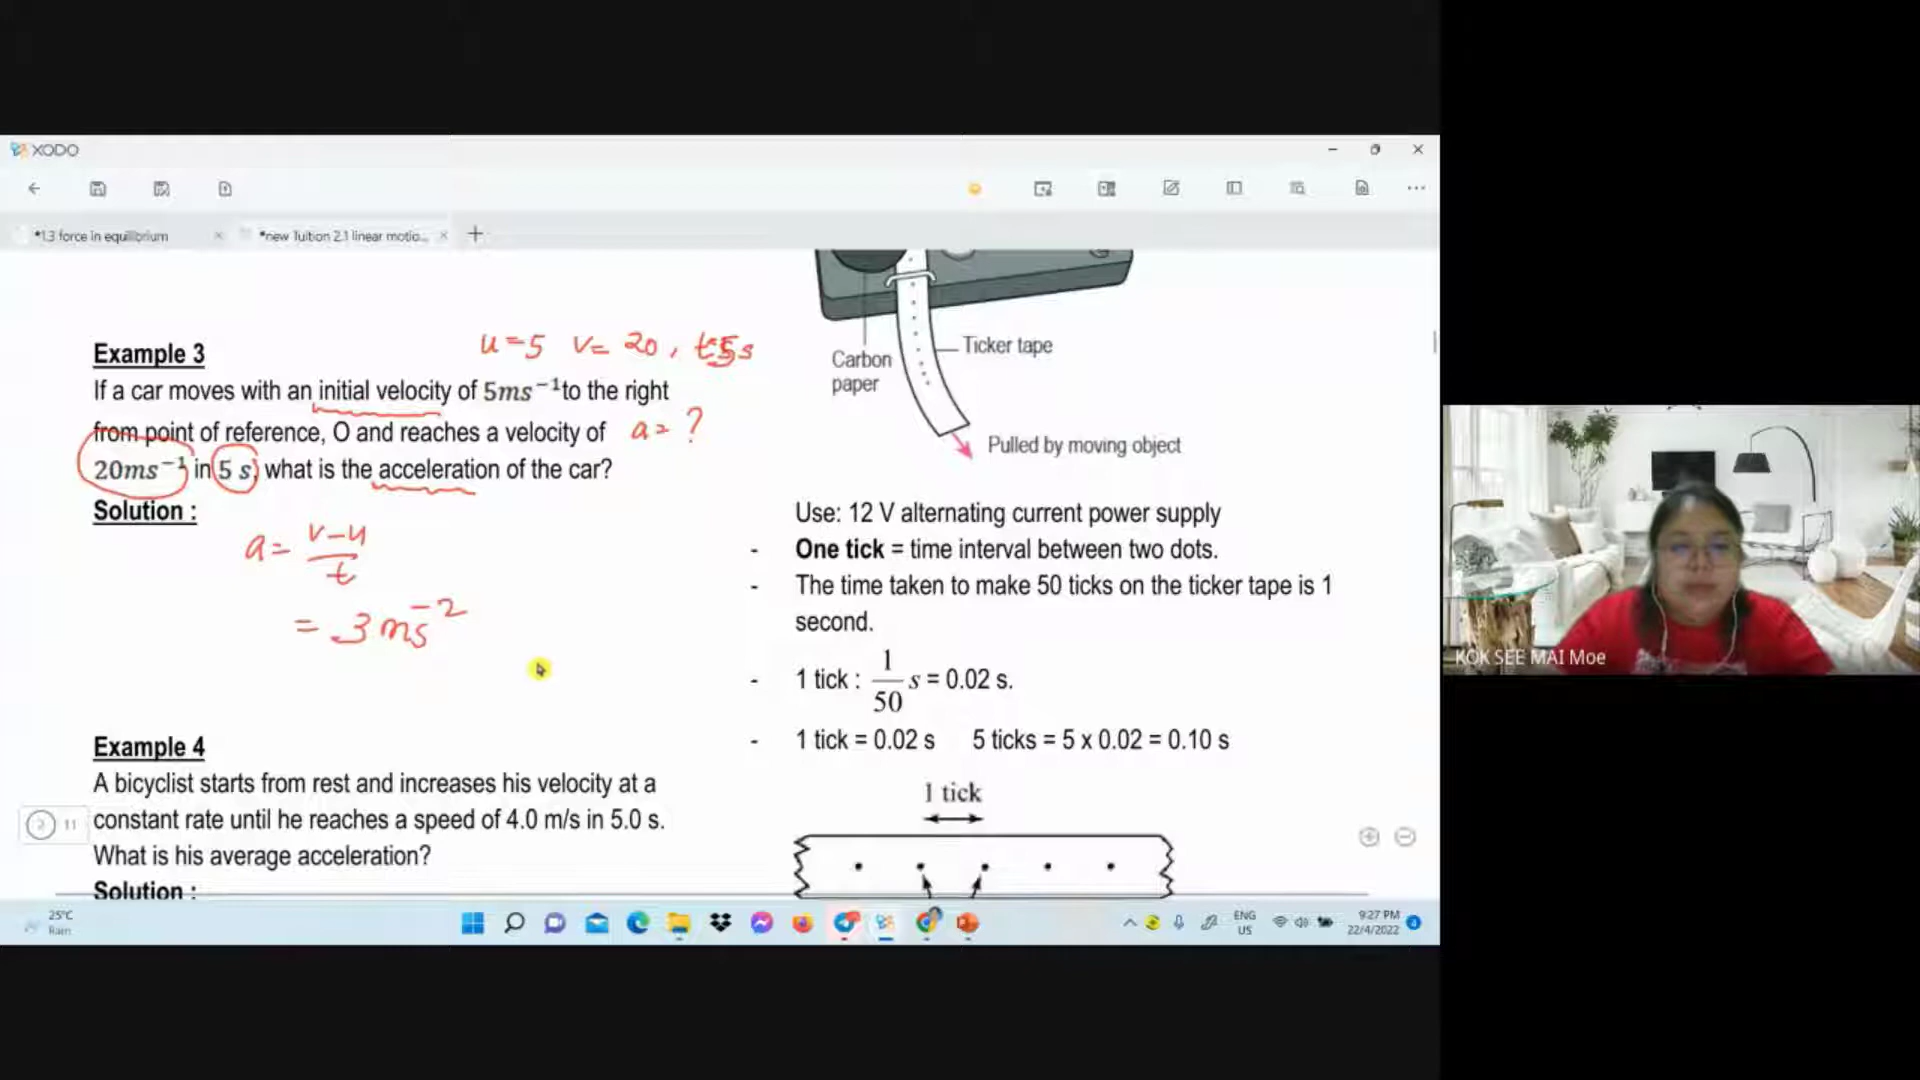 XODO
*1.3 force in equilibrium
*new Tuition 2.1 linear motio...
Example 3
u = 5 v = 20, t=5s
If a car moves with an initial velocity of 5ms⁻¹ to the right
from point of reference, O and reaches a velocity of
a = ?
20ms⁻¹ in 5 s, what is the acceleration of the car?
Solution :
a = v-u / t
= 3 ms⁻²
Example 4
A bicyclist starts from rest and increases his velocity at a
constant rate until he reaches a speed of 4.0 m/s in 5.0 s.
What is his average acceleration?
Solution :
2 11
Carbon
paper
Ticker tape
Pulled by moving object
Use: 12 V alternating current power supply
- One tick = time interval between two dots.
- The time taken to make 50 ticks on the ticker tape is 1
second.
- 1 tick : 1/50 s = 0.02 s.
- 1 tick = 0.02 s 5 ticks = 5 x 0.02 = 0.10 s
1 tick
KOK SEE MAI Moe
25°C
Rain
ENG
US
9:27 PM
22/4/2022